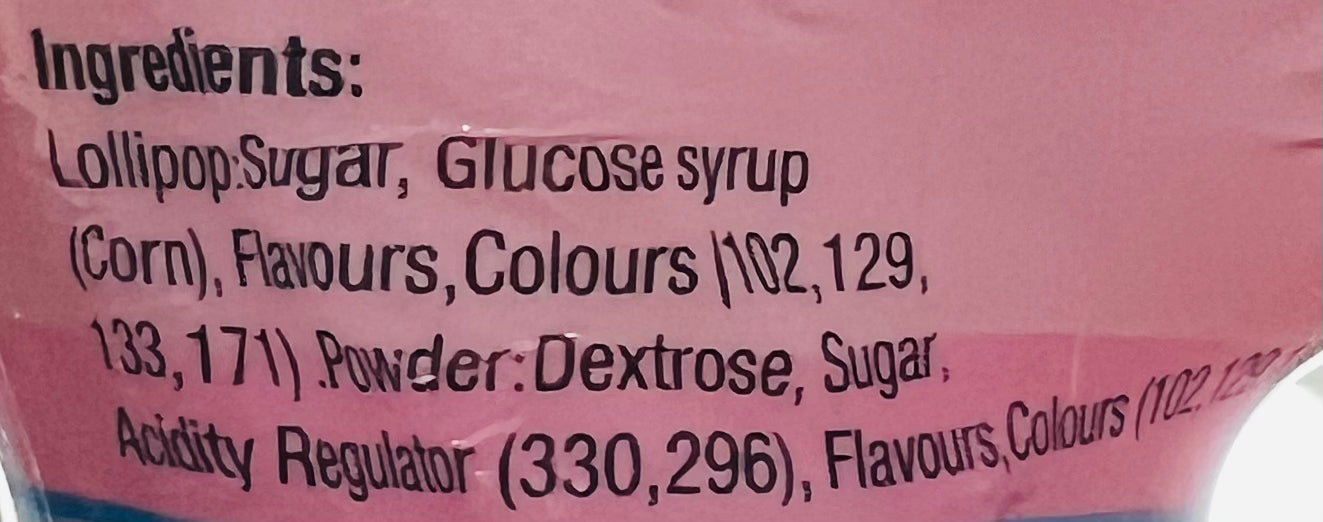 Ingredients:
Lollipop:Sugar, Glucose syrup
(Corn), Flavours, Colours (102,129,
133,171) .Powder:Dextrose, Sugar,
Acidity Regulator (330,296), Flavours,Colours (102,